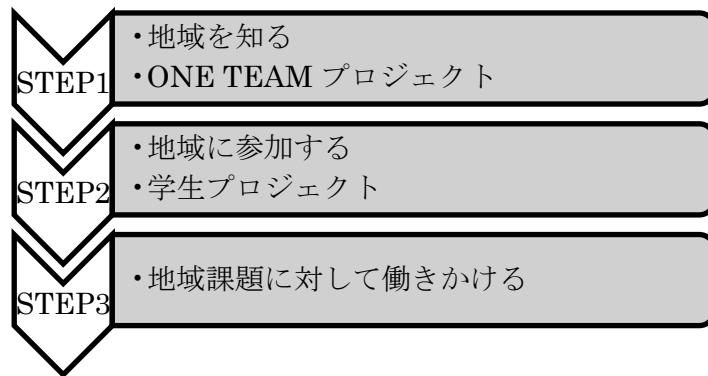 STEP1
・地域を知る
・ONE TEAM プロジェクト
STEP2
・地域に参加する
・学生プロジェクト
STEP3
・地域課題に対して働きかける